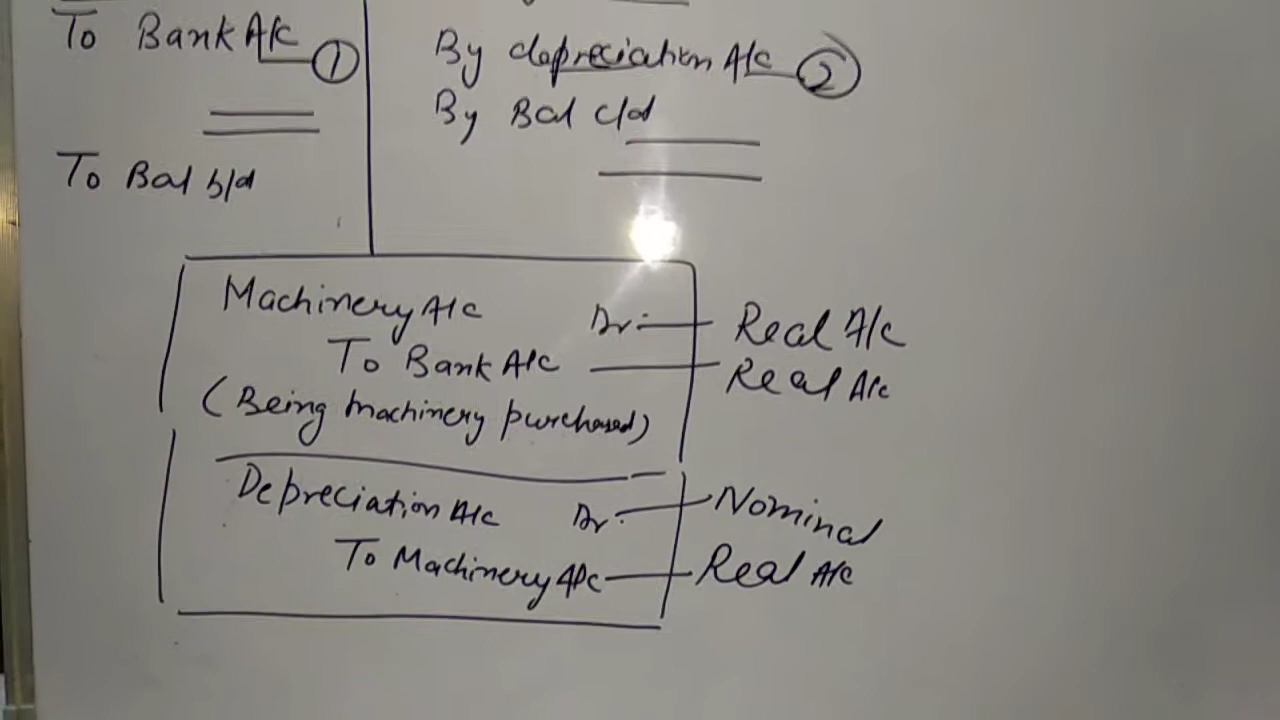 To Bank A/c ①
By depreciation A/c ②
By Bal c/d
To Bal b/d
Machinery A/c Dr. Real A/c
To Bank A/c Real A/c
(Being machinery purchased)
Depreciation A/c Dr. Nominal
To Machinery A/c Real A/c